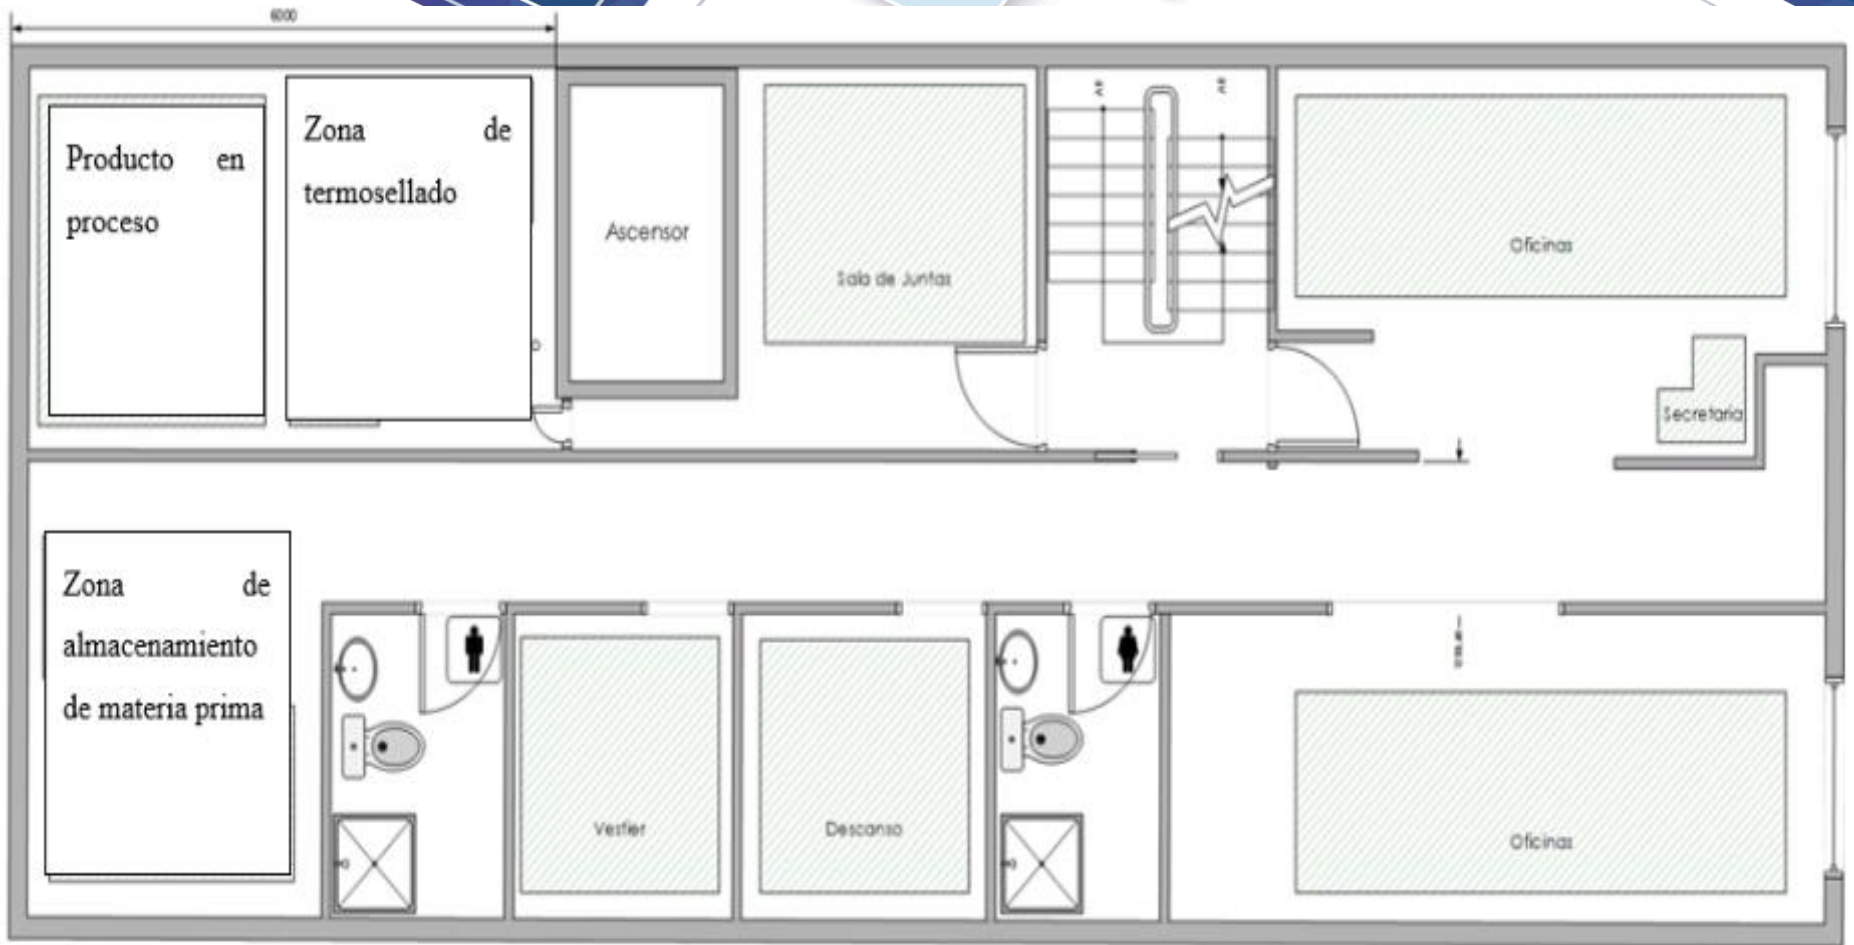 6000
Producto en
proceso
Zona de
termosellado
Ascensor
Sala de Juntas
Oficinas
Secretaria
Zona de
almacenamiento
de materia prima
Vestier
Descanso
Oficinas